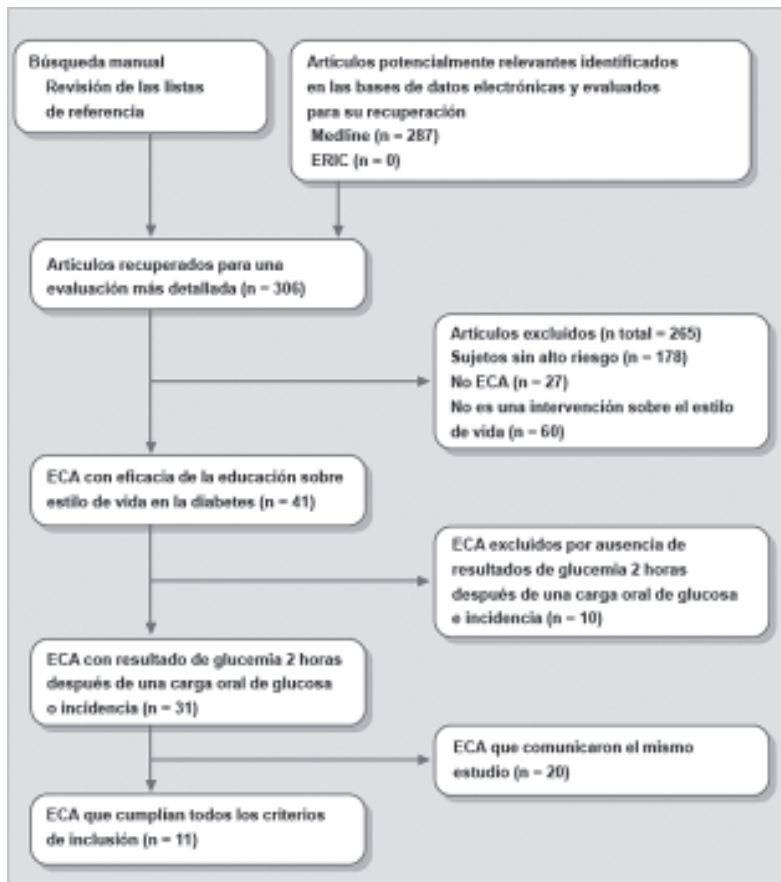 Búsqueda manual
Revisión de las listas
de referencia
Artículos potencialmente relevantes identificados
en las bases de datos electrónicas y evaluados
para su recuperación
Medline (n = 287)
ERIC (n = 0)
Artículos recuperados para una
evaluación más detallada (n = 306)
Artículos excluidos (n total = 265)
Sujetos sin alto riesgo (n = 178)
No ECA (n = 27)
No es una intervención sobre el estilo
de vida (n = 60)
ECA con eficacia de la educación sobre
estilo de vida en la diabetes (n = 41)
ECA excluidos por ausencia de
resultados de glucemia 2 horas
después de una carga oral de glucosa
e incidencia (n = 10)
ECA con resultado de glucemia 2 horas
después de una carga oral de glucosa
o incidencia (n = 31)
ECA que comunicaron el mismo
estudio (n = 20)
ECA que cumplían todos los criterios
de inclusión (n = 11)